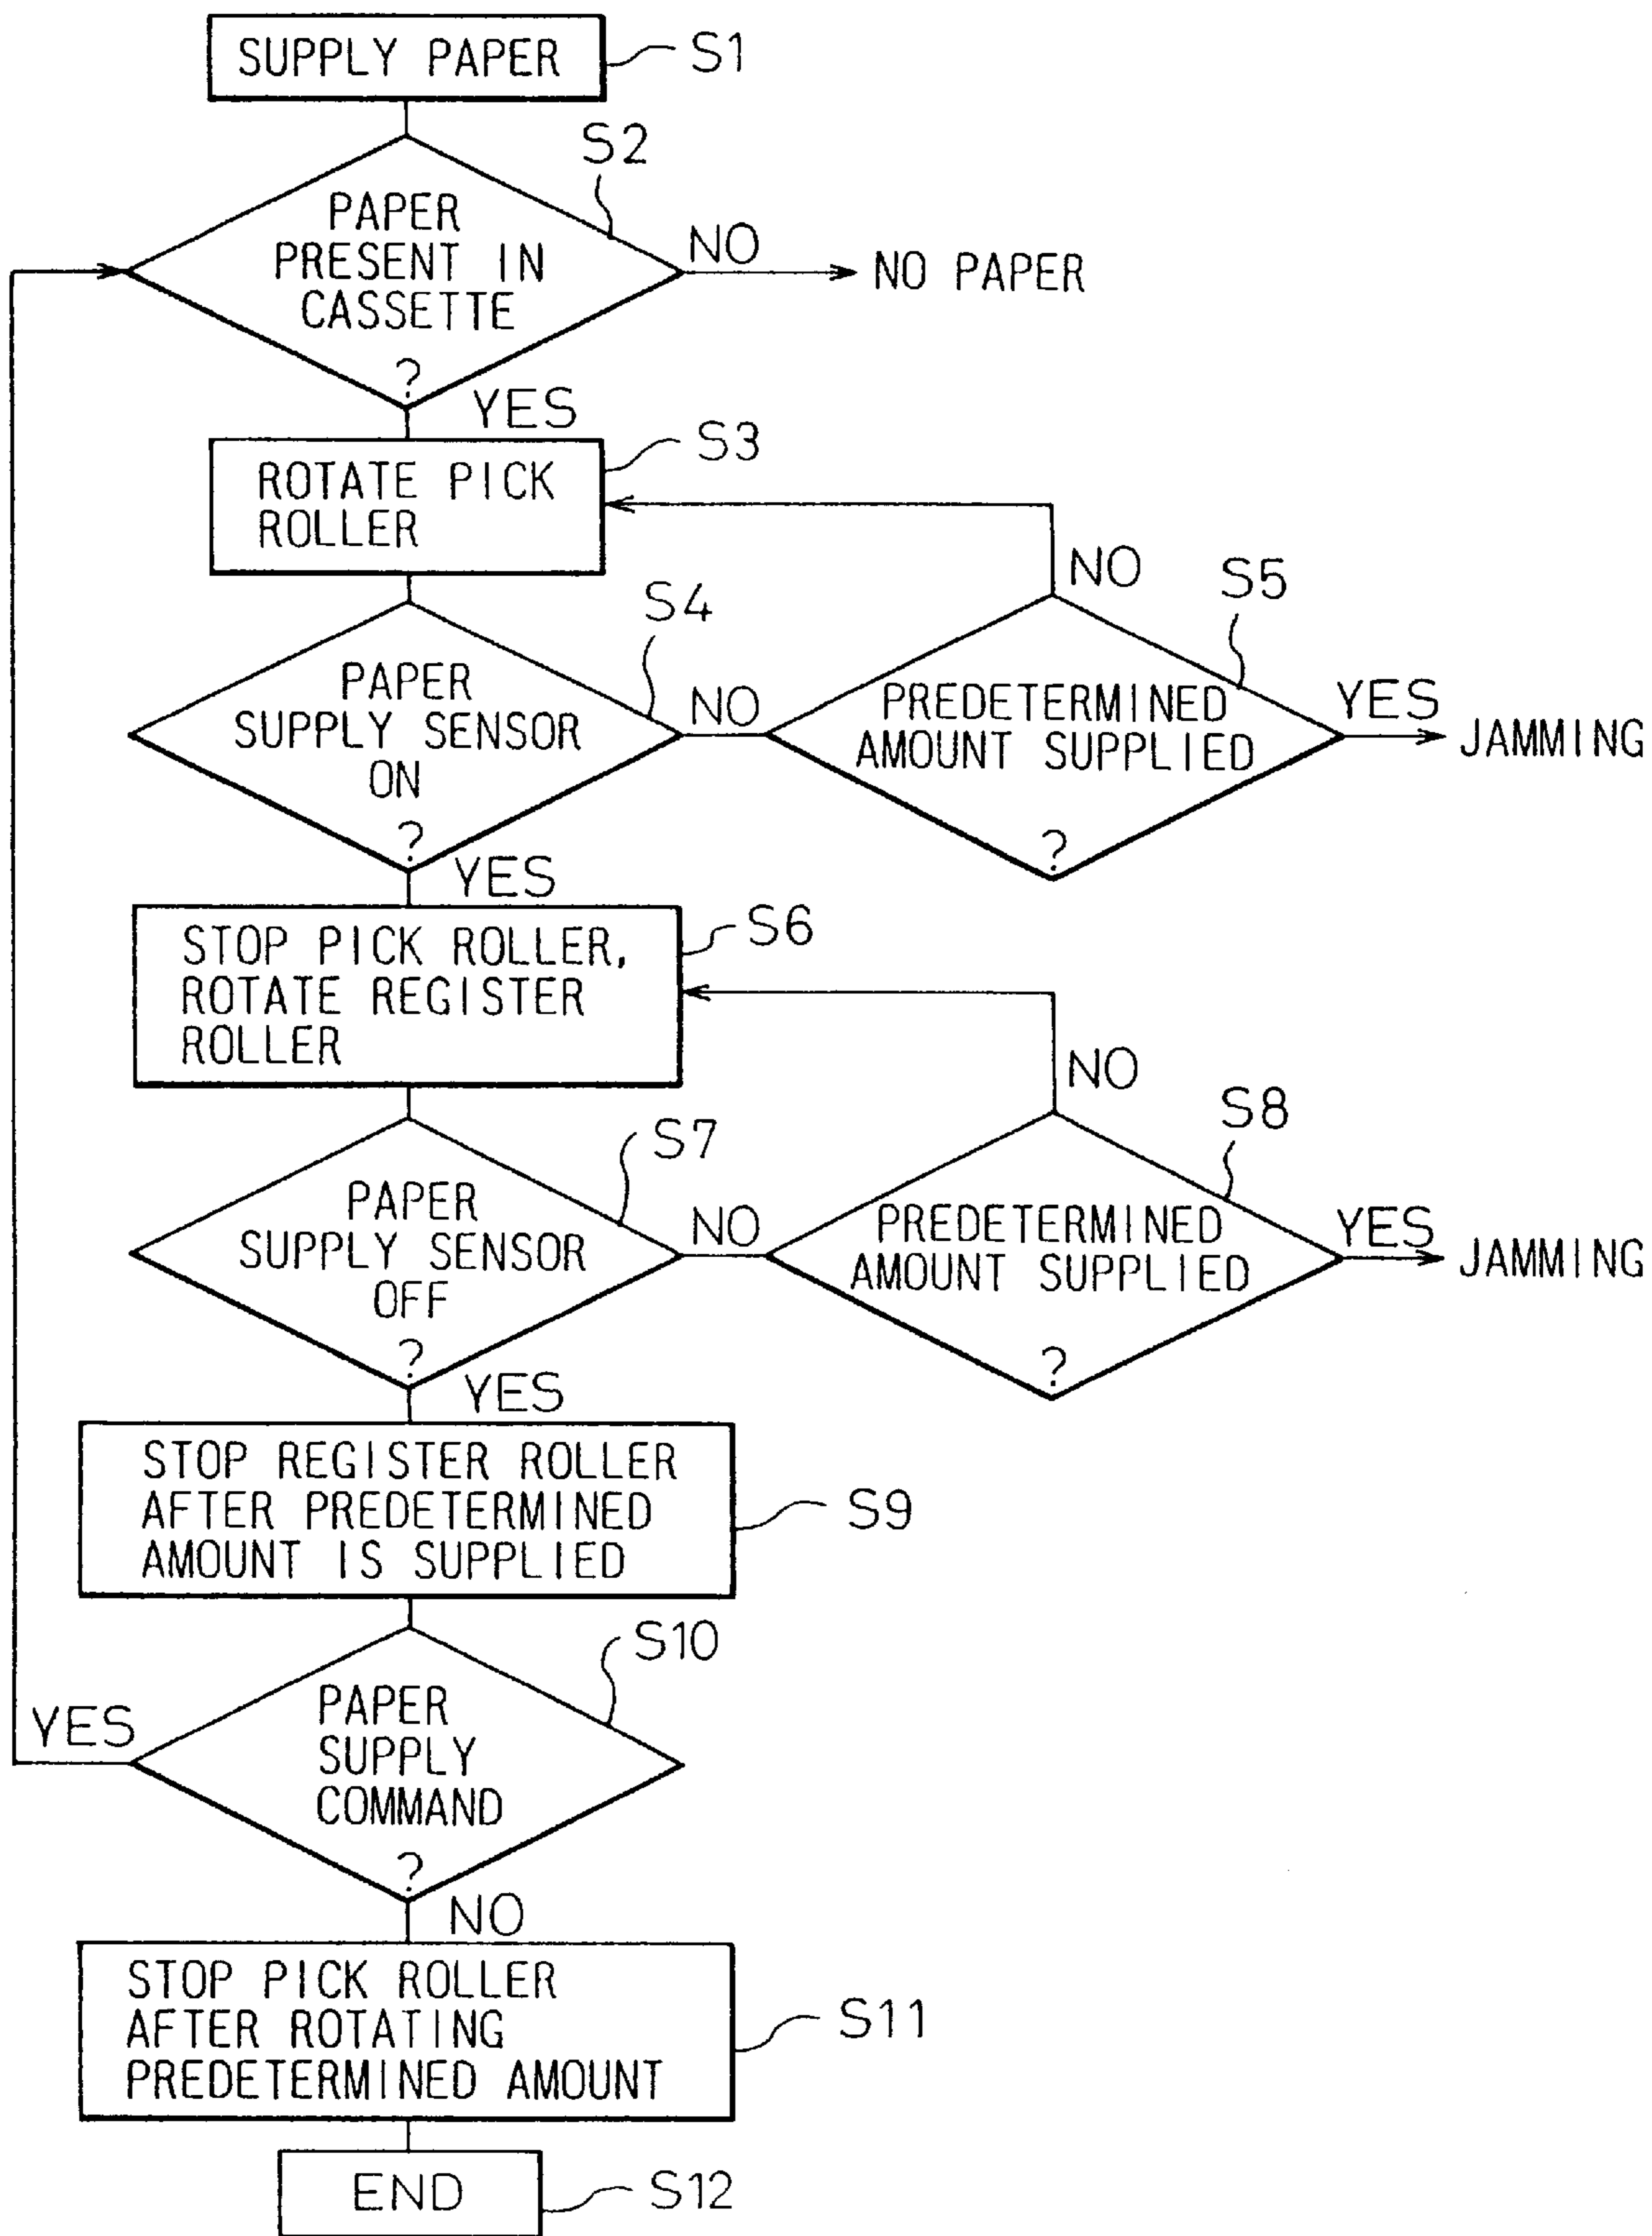 SUPPLY PAPER
S1
S2
PAPER
PRESENT IN
CASSETTE
?
NO
NO PAPER
YES
S3
ROTATE PICK
ROLLER
NO
S4
S5
PAPER
SUPPLY SENSOR
ON
?
NO
PREDETERMINED
AMOUNT SUPPLIED
?
YES
JAMMING
YES
S6
STOP PICK ROLLER,
ROTATE REGISTER
ROLLER
NO
S7
S8
PAPER
SUPPLY SENSOR
OFF
?
NO
PREDETERMINED
AMOUNT SUPPLIED
?
YES
JAMMING
YES
STOP REGISTER ROLLER
AFTER PREDETERMINED
AMOUNT IS SUPPLIED
S9
S10
PAPER
SUPPLY
COMMAND
?
YES
NO
STOP PICK ROLLER
AFTER ROTATING
PREDETERMINED AMOUNT
S11
END
S12